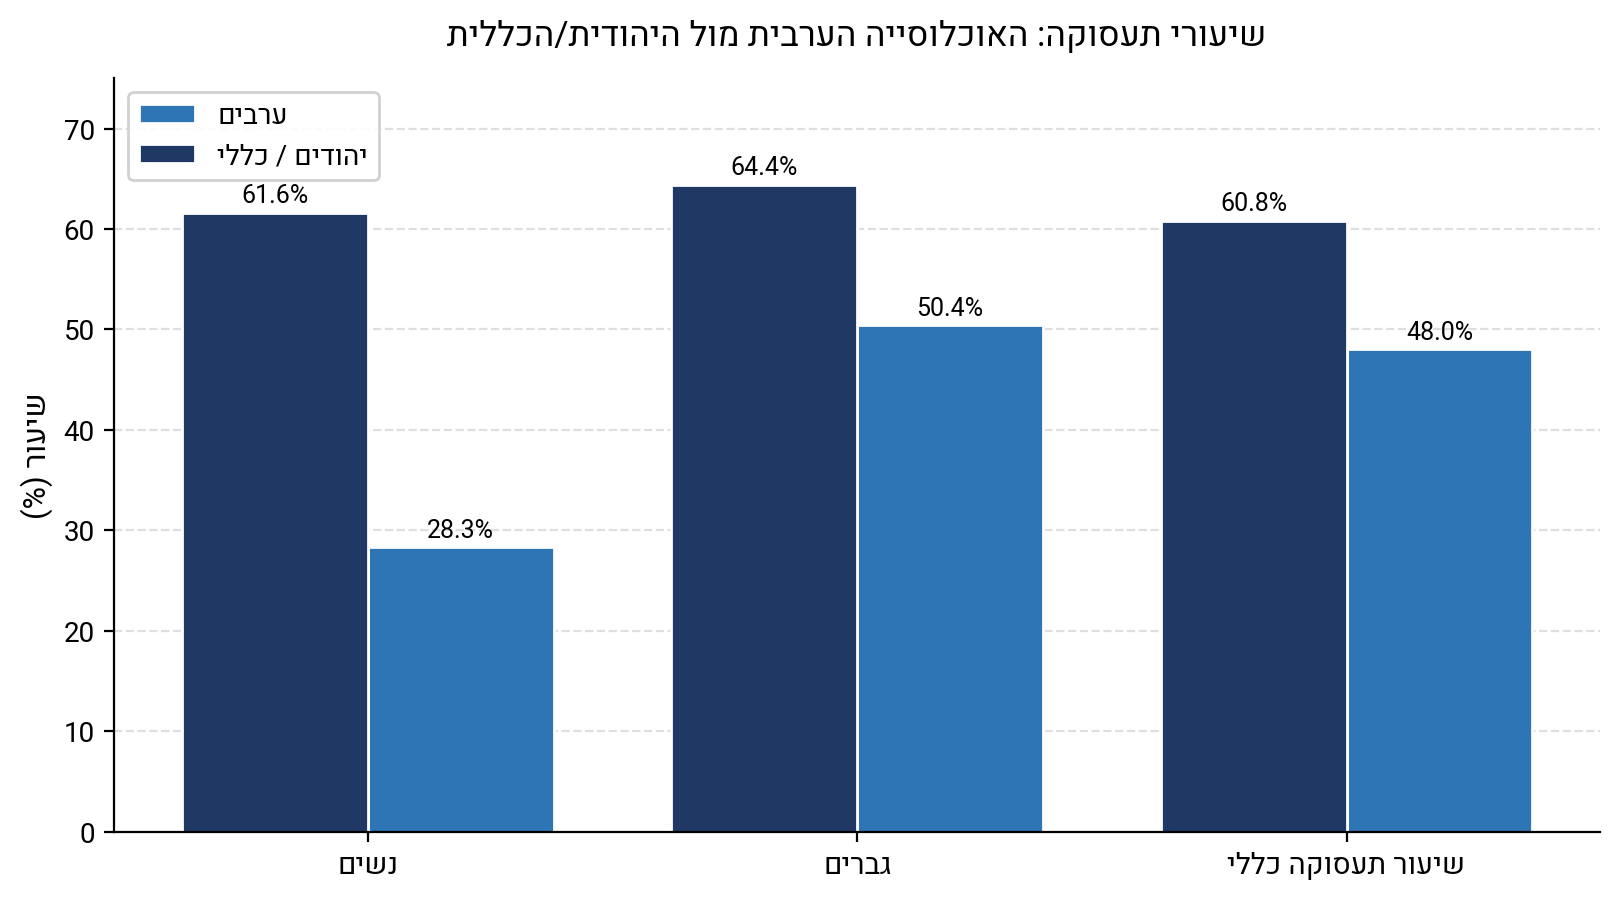 שיעורי תעסוקה: האוכלוסייה הערבית מול היהודית/הכללית
ערבים
יהודים / כללי
שיעור (%)
70
60
50
40
30
20
10
0
61.6%
28.3%
64.4%
50.4%
60.8%
48.0%
נשים
גברים
שיעור תעסוקה כללי